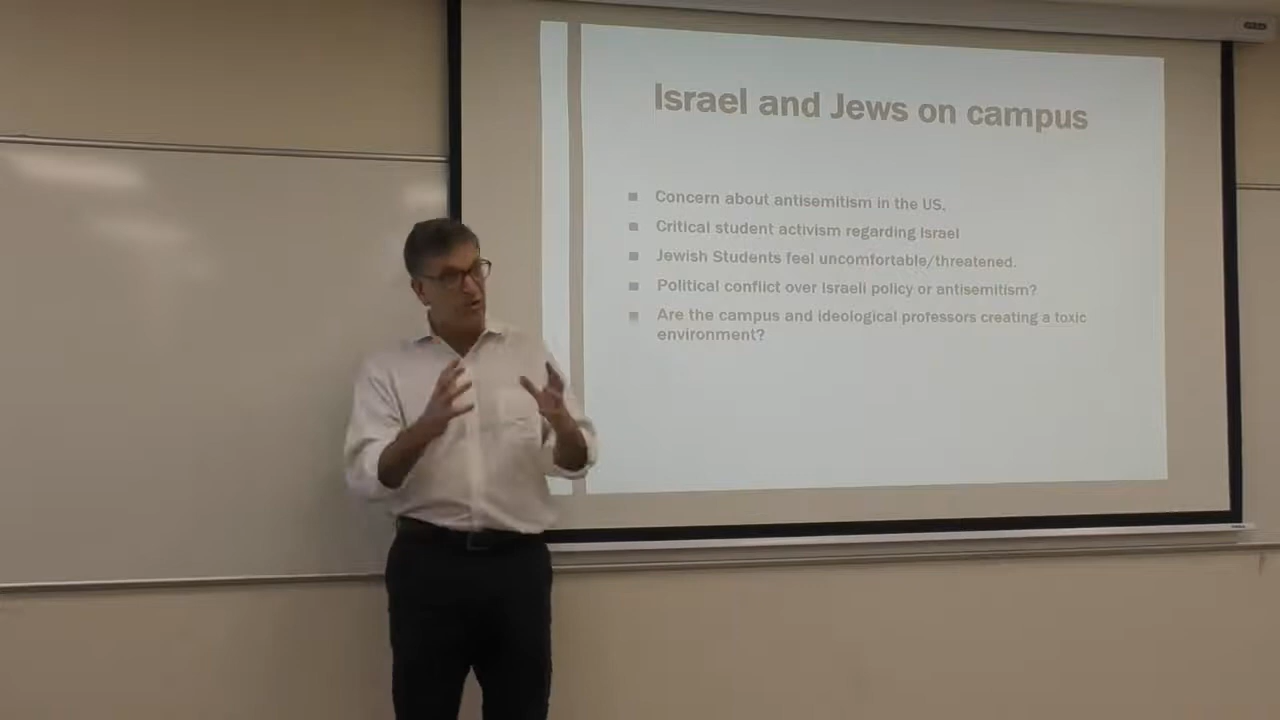 Israel and Jews on campus
Concern about antisemitism in the US.
Critical student activism regarding Israel
Jewish Students feel uncomfortable/threatened.
Political conflict over Israeli policy or antisemitism?
Are the campus and ideological professors creating a toxic
environment?